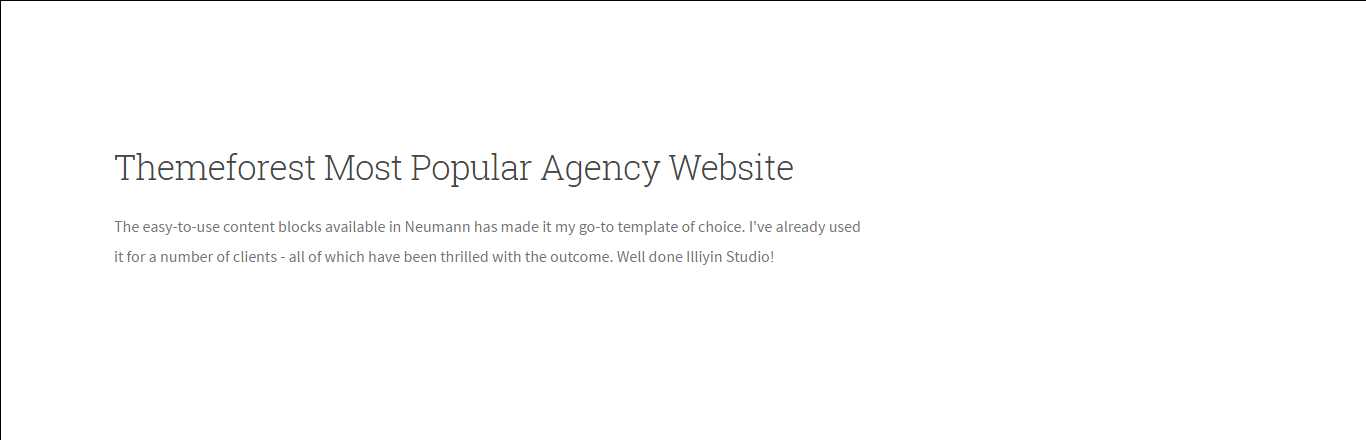 Themeforest Most Popular Agency Website
The easy-to-use content blocks available in Neumann has made it my go-to template of choice. I've already used
it for a number of clients - all of which have been thrilled with the outcome. Well done Illiyin Studio!